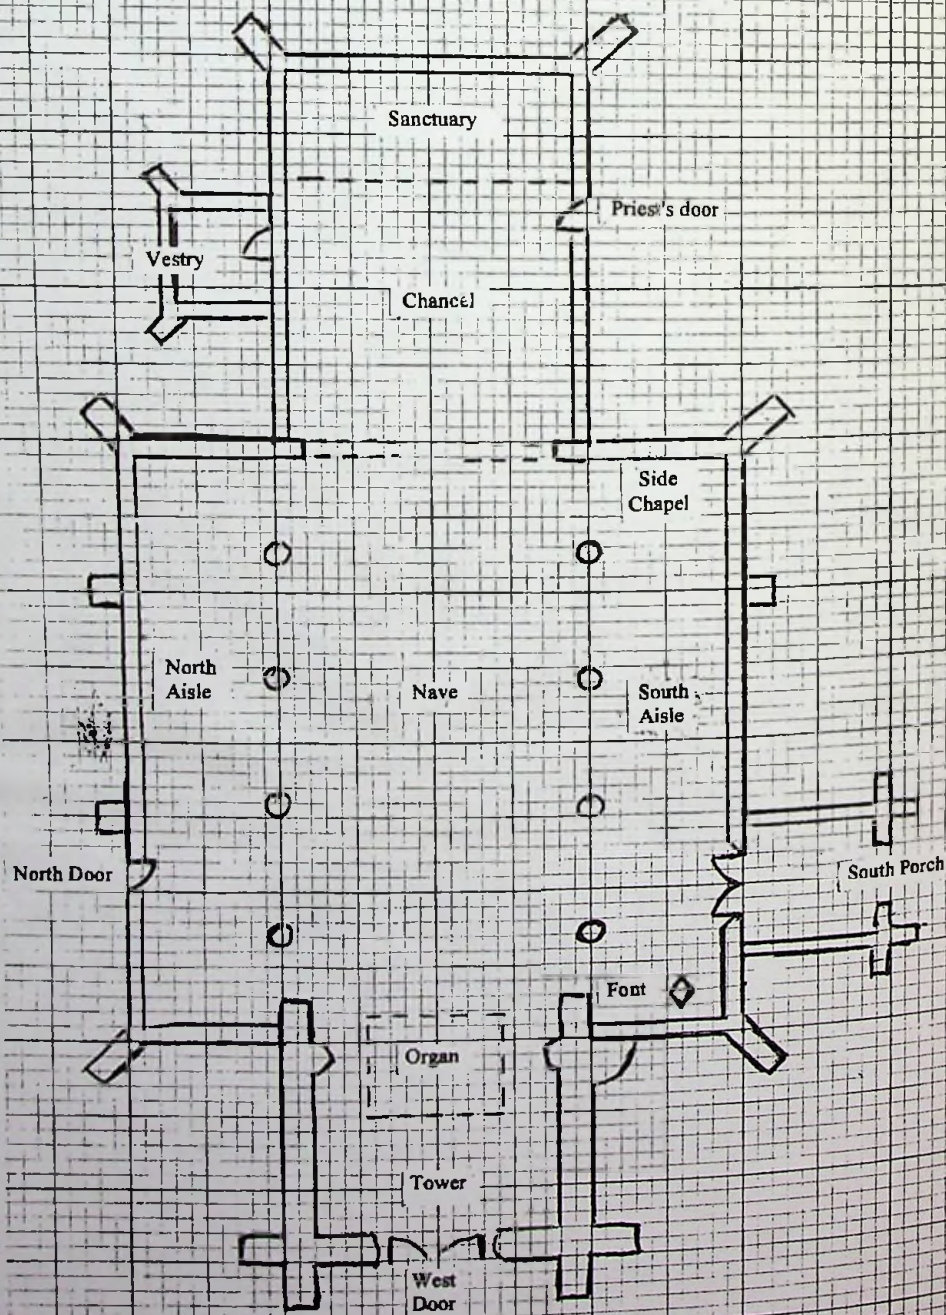 Sanctuary
Priest's door
Vestry
Chancel
Side
Chapel
North
Aisle
Nave
South
Aisle
North Door
South Porch
Font
Organ
Tower
West
Door